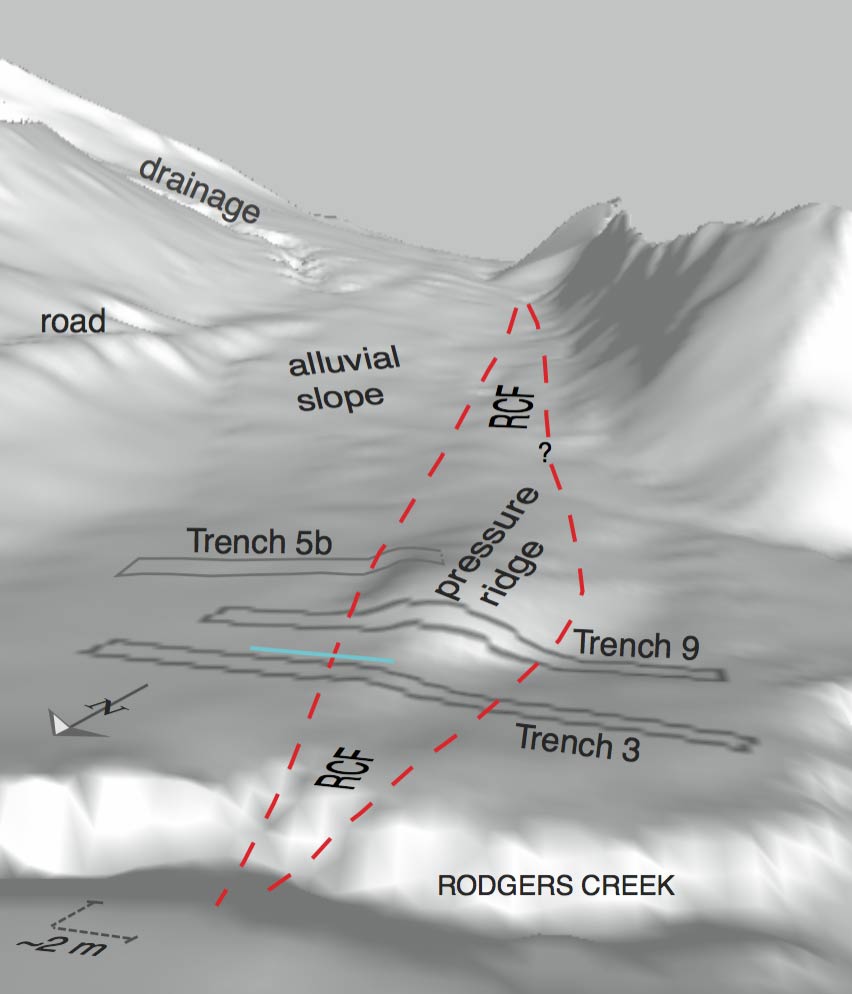 drainage
road
alluvial
slope
RCF
?
pressure
ridge
Trench 5b
Trench 9
N
Trench 3
RCF
RODGERS CREEK
~2 m